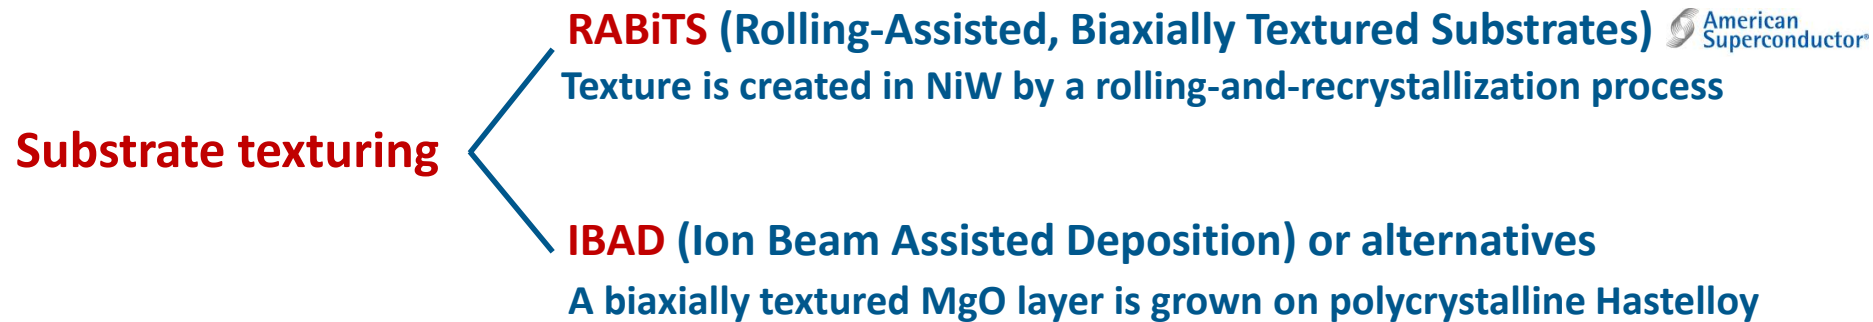 RABiTS (Rolling-Assisted, Biaxially Textured Substrates)
American
Superconductor®
Texture is created in NiW by a rolling-and-recrystallization process
Substrate texturing
IBAD (Ion Beam Assisted Deposition) or alternatives
A biaxially textured MgO layer is grown on polycrystalline Hastelloy